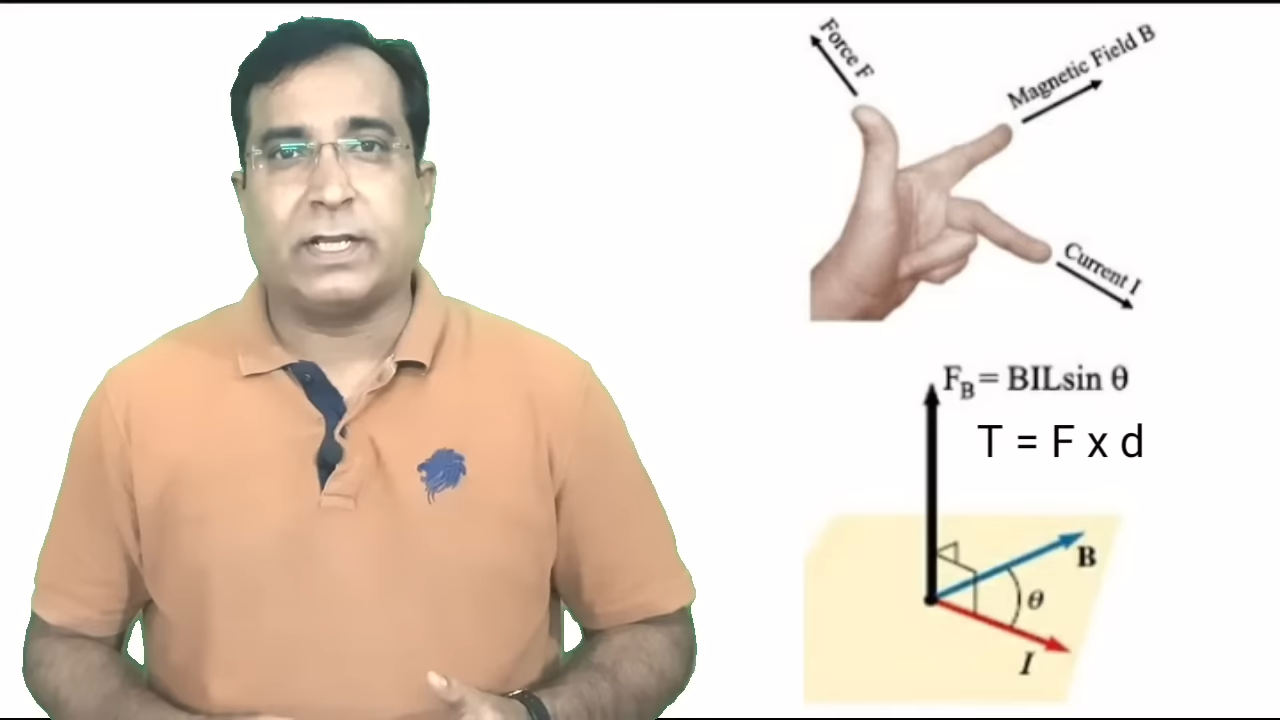 Force F
Magnetic Field B
Current I
F_B = BILsin θ
T = F x d
B
θ
I